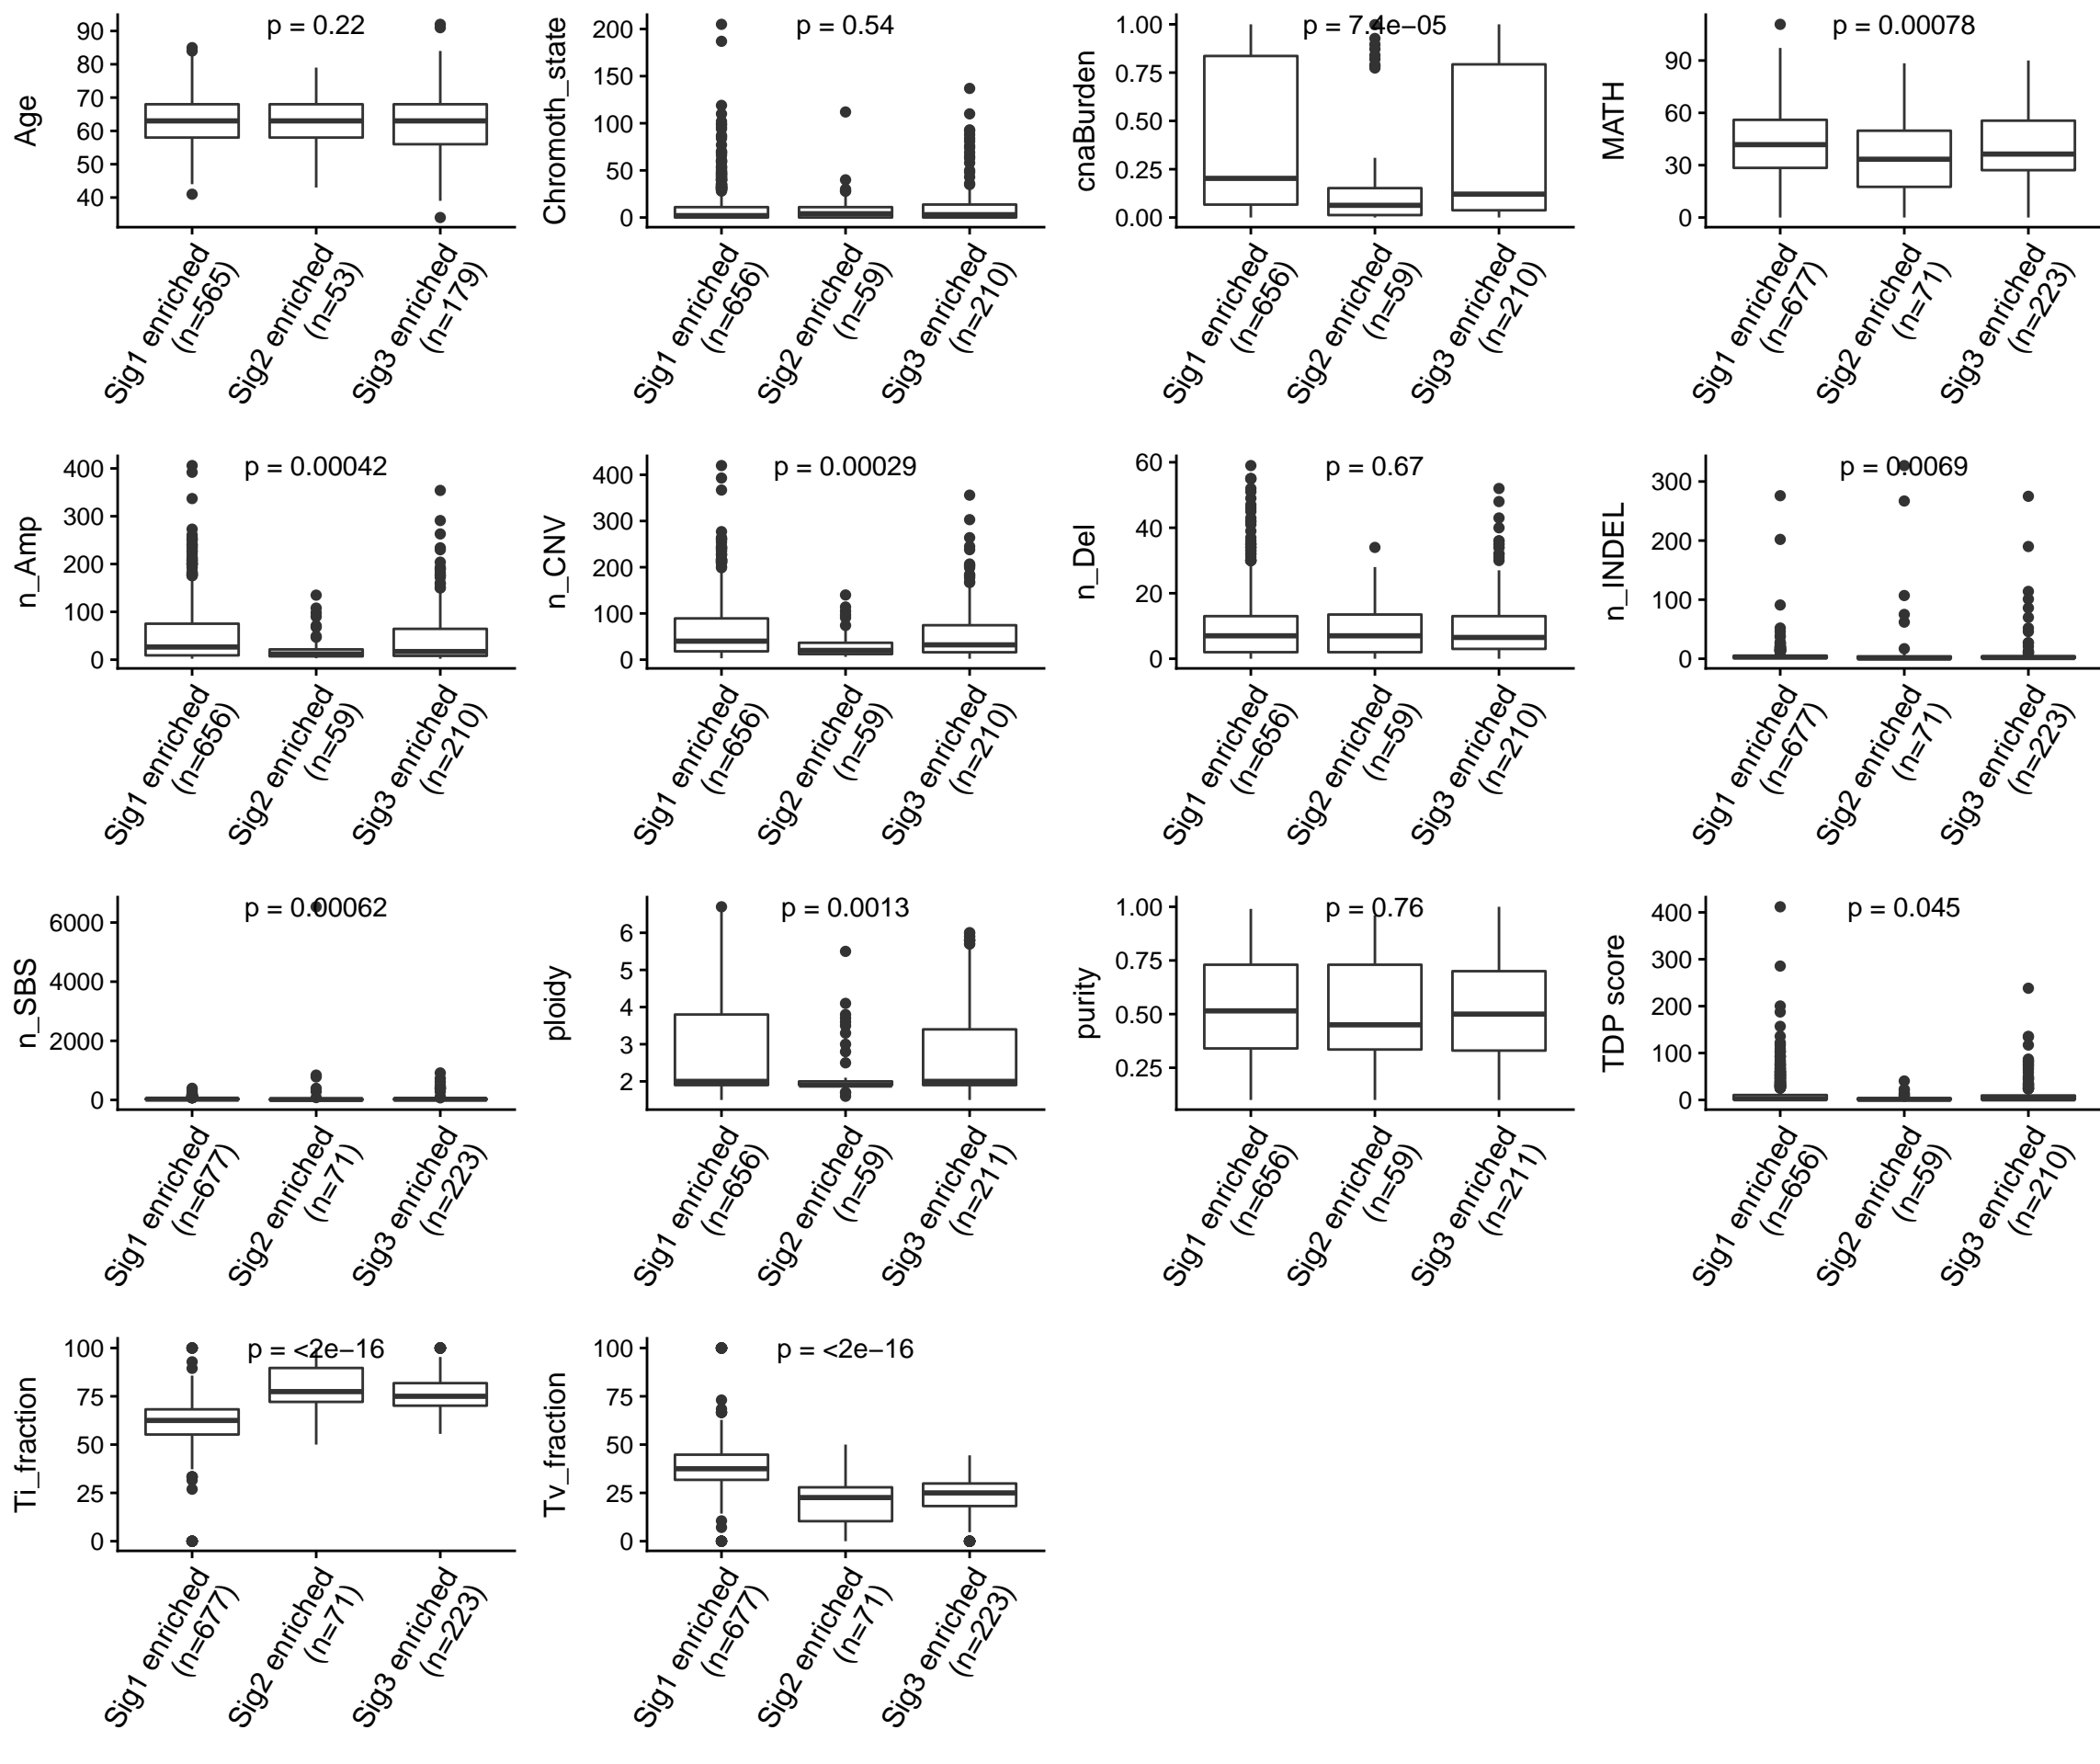 Age
90
80
70
60
50
40
p = 0.22
Sig1 enriched
(n=565)
Sig2 enriched
(n=53)
Sig3 enriched
(n=179)
Chromoth_state
200
150
100
50
0
p = 0.54
Sig1 enriched
(n=656)
Sig2 enriched
(n=59)
Sig3 enriched
(n=210)
cnaBurden
1.00
0.75
0.50
0.25
0.00
p = 7.4e−05
Sig1 enriched
(n=656)
Sig2 enriched
(n=59)
Sig3 enriched
(n=210)
MATH
90
60
30
0
p = 0.00078
Sig1 enriched
(n=677)
Sig2 enriched
(n=71)
Sig3 enriched
(n=223)
n_Amp
400
300
200
100
0
p = 0.00042
Sig1 enriched
(n=656)
Sig2 enriched
(n=59)
Sig3 enriched
(n=210)
n_CNV
400
300
200
100
0
p = 0.00029
Sig1 enriched
(n=656)
Sig2 enriched
(n=59)
Sig3 enriched
(n=210)
n_Del
60
40
20
0
p = 0.67
Sig1 enriched
(n=656)
Sig2 enriched
(n=59)
Sig3 enriched
(n=210)
n_INDEL
300
200
100
0
p = 0.0069
Sig1 enriched
(n=677)
Sig2 enriched
(n=71)
Sig3 enriched
(n=223)
n_SBS
6000
4000
2000
0
p = 0.00062
Sig1 enriched
(n=677)
Sig2 enriched
(n=71)
Sig3 enriched
(n=223)
ploidy
6
5
4
3
2
p = 0.0013
Sig1 enriched
(n=656)
Sig2 enriched
(n=59)
Sig3 enriched
(n=211)
purity
1.00
0.75
0.50
0.25
p = 0.76
Sig1 enriched
(n=656)
Sig2 enriched
(n=59)
Sig3 enriched
(n=211)
TDP score
400
300
200
100
0
p = 0.045
Sig1 enriched
(n=656)
Sig2 enriched
(n=59)
Sig3 enriched
(n=210)
Ti_fraction
100
75
50
25
0
p = <2e−16
Sig1 enriched
(n=677)
Sig2 enriched
(n=71)
Sig3 enriched
(n=223)
Tv_fraction
100
75
50
25
0
p = <2e−16
Sig1 enriched
(n=677)
Sig2 enriched
(n=71)
Sig3 enriched
(n=223)